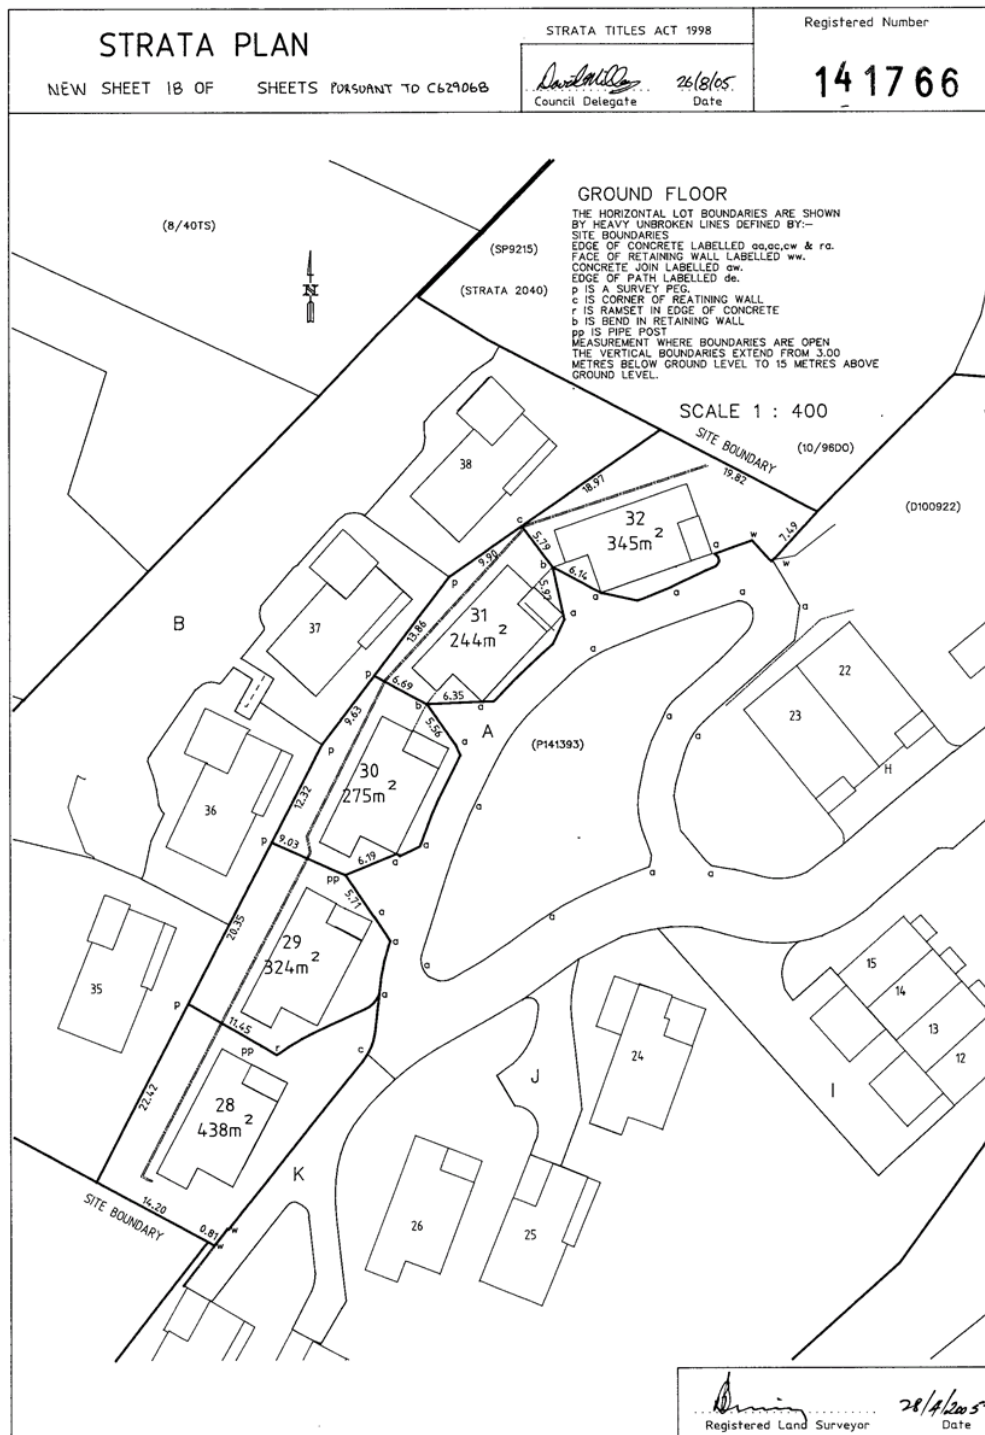 STRATA PLAN
NEW SHEET 18 OF SHEETS PURSUANT TO C629068
STRATA TITLES ACT 1998
Council Delegate
26/8/05
Date
Registered Number
141766
GROUND FLOOR
THE HORIZONTAL LOT BOUNDARIES ARE SHOWN
BY HEAVY UNBROKEN LINES DEFINED BY:-
SITE BOUNDARIES
EDGE OF CONCRETE LABELLED aa,ac,cw & ra.
FACE OF RETAINING WALL LABELLED ww.
CONCRETE JOIN LABELLED aw.
EDGE OF PATH LABELLED de.
p IS A SURVEY PEG.
c IS CORNER OF REATINING WALL
r IS RAMSET IN EDGE OF CONCRETE
b IS BEND IN RETAINING WALL
pp IS PIPE POST
MEASUREMENT WHERE BOUNDARIES ARE OPEN
THE VERTICAL BOUNDARIES EXTEND FROM 3.00
METRES BELOW GROUND LEVEL TO 15 METRES ABOVE
GROUND LEVEL.
SCALE 1 : 400
(8/40TS)
(SP9215)
N
(STRATA 2040)
SITE BOUNDARY
(10/96DO)
19.82
(D100922)
38
18.97
32
345m²
c
5.79
7.49
w
w
a
9.90
b
6.14
p
5.92
a
a
a
a
a
a
B
37
31
244m²
13.86
p
6.69
6.35
b
a
22
23
9.63
5.56
A
a
(P141393)
a
a
p
30
275m²
H
12.32
a
36
p
9.03
6.19
a
a
a
pp
5.71
a
a
20.35
29
324m²
a
a
35
15
14
13
12
p
11.45
a
r
pp
c
24
J
I
22.42
28
438m²
K
SITE BOUNDARY
14.20
0.81
w
w
26
25
28/4/2005
Registered Land Surveyor
Date